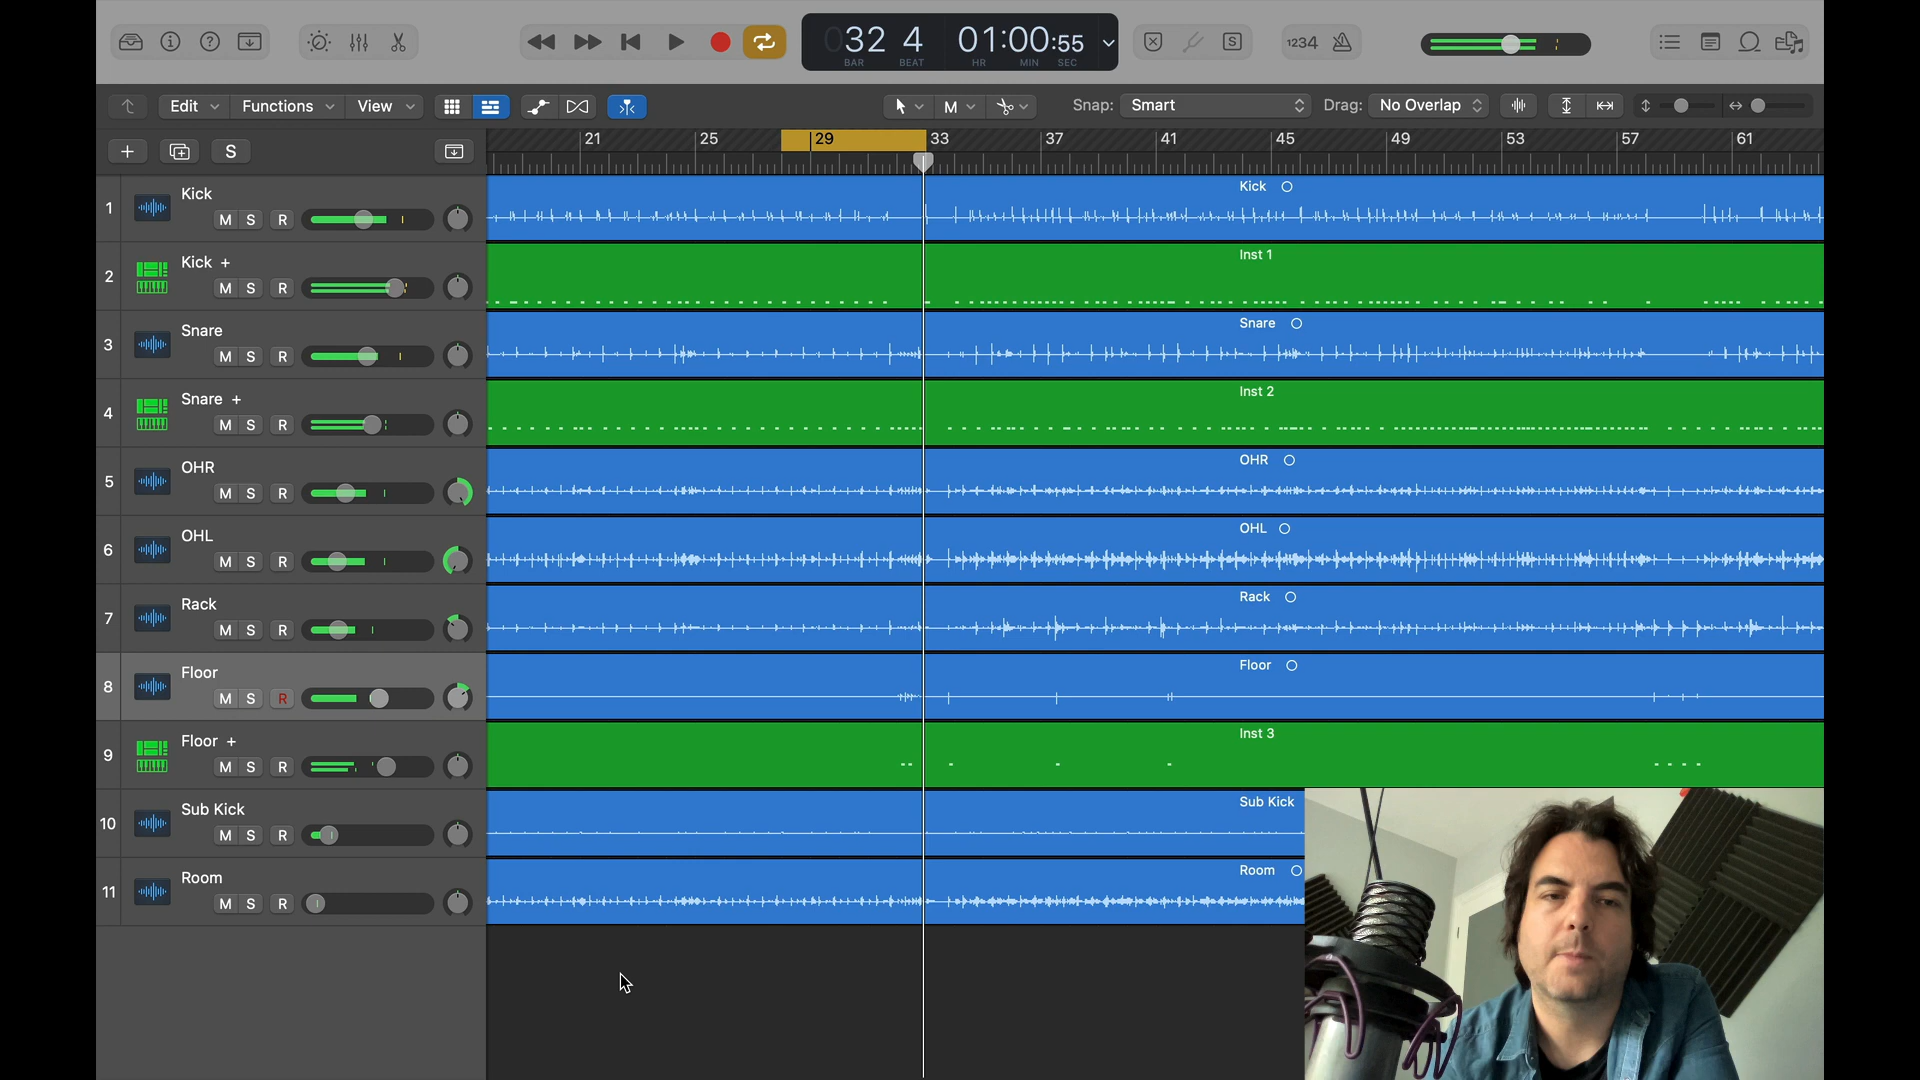 32 4 01:00:55
BAR BEAT HR MIN SEC
S
1234
Edit Functions View M Snap: Smart Drag: No Overlap
S
21 25 29 33 37 41 45 49 53 57 61
1 Kick
M S R
Kick
2 Kick +
M S R
Inst 1
3 Snare
M S R
Snare
4 Snare +
M S R
Inst 2
5 OHR
M S R
OHR
6 OHL
M S R
OHL
7 Rack
M S R
Rack
8 Floor
M S R
Floor
9 Floor +
M S R
Inst 3
10 Sub Kick
M S R
Sub Kick
11 Room
M S R
Room